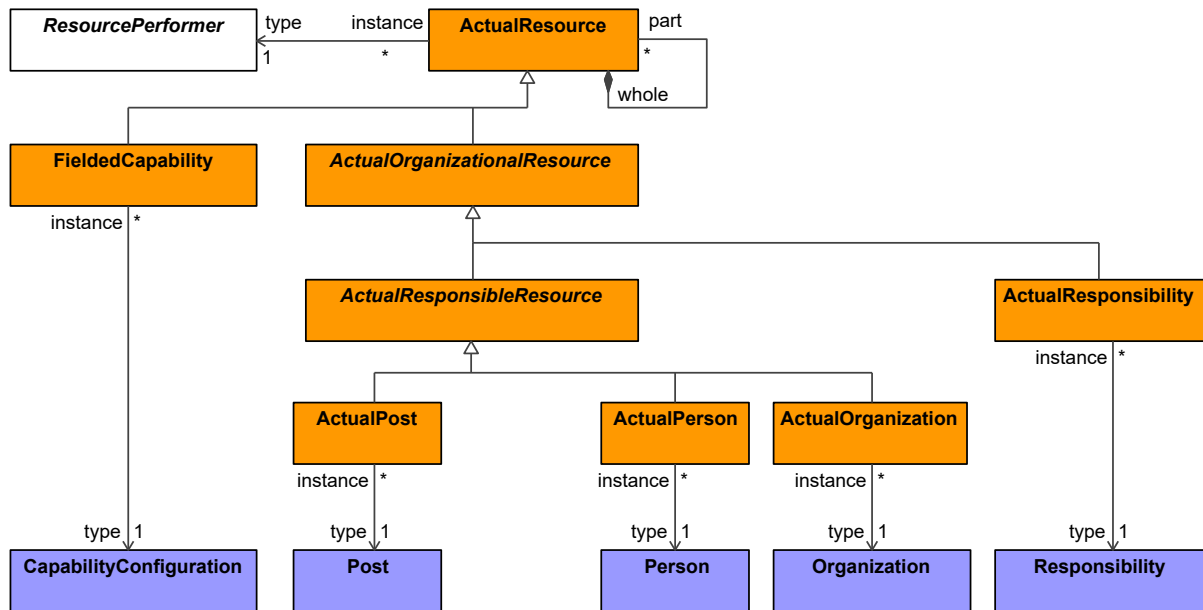 ResourcePerformer
type
instance
1
*
ActualResource
part
*
whole
FieldedCapability
ActualOrganizationalResource
instance *
ActualResponsibleResource
ActualResponsibility
instance *
ActualPost
ActualPerson
ActualOrganization
instance *
instance *
instance *
type 1
type 1
type 1
type 1
type 1
CapabilityConfiguration
Post
Person
Organization
Responsibility